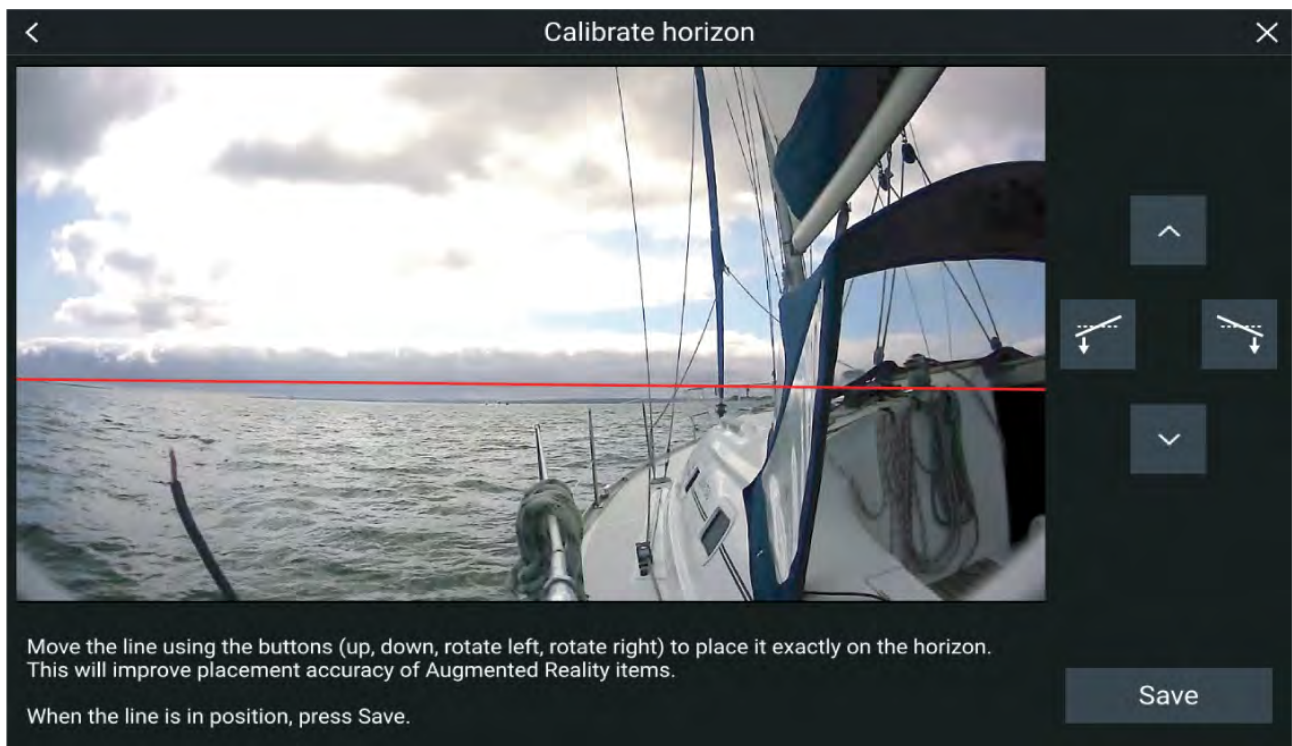 Calibrate horizon
Move the line using the buttons (up, down, rotate left, rotate right) to place it exactly on the horizon.
This will improve placement accuracy of Augmented Reality items.
When the line is in position, press Save.
Save